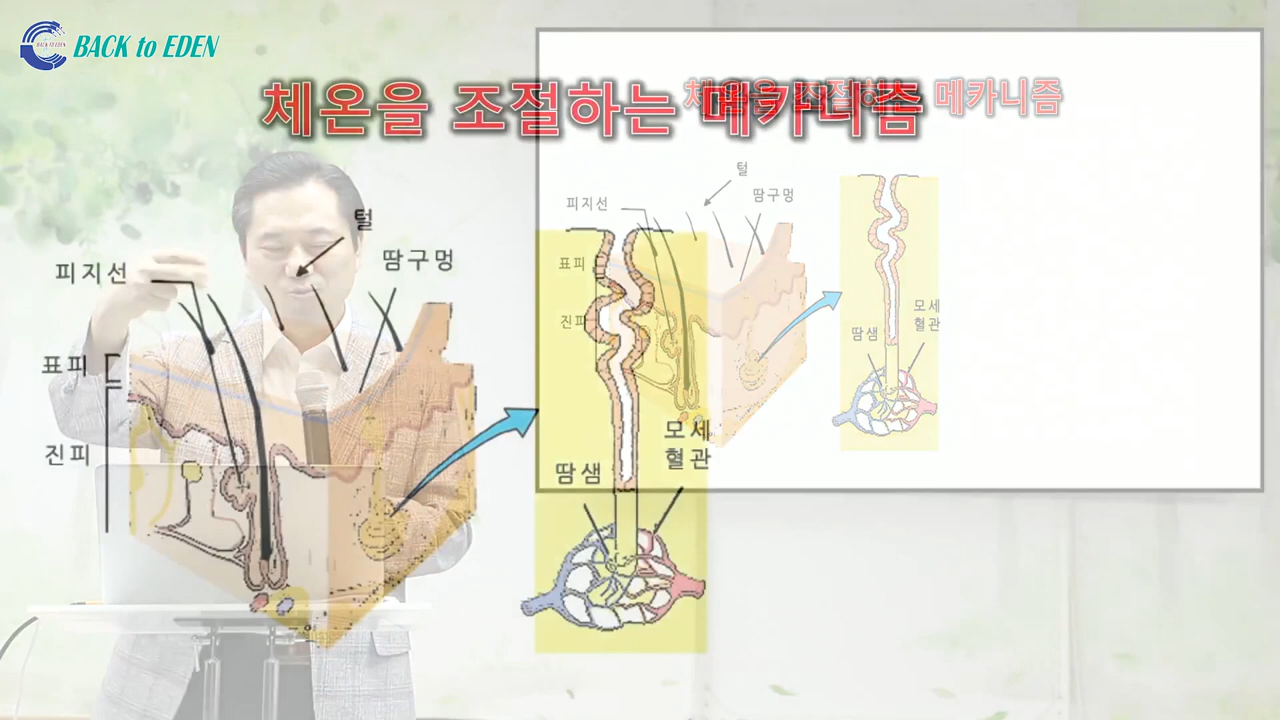 BACK to EDEN
BACK TO EDEN
체온을 조절하는 메카니즘
털
땀구멍
피지선
표피
진피
땀샘
모세
혈관
체온을 조절하는 메카니즘
털
땀구멍
피지선
표피
진피
땀샘
모세
혈관